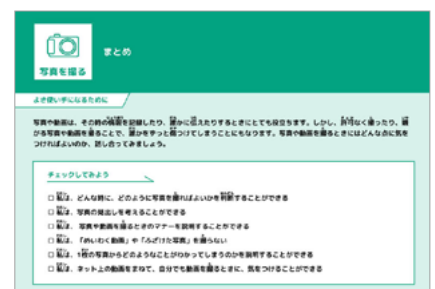 まとめ
写真を撮る
よき使い手になるために
写真や動画は、その時の情報を記録したり、誰かに伝えたりするときにとても役立ちます。しかし、許可なく撮ったり、
がる写真や動画を撮ることで、誰かをずっと傷つけてしまうことにもなります。写真や動画を撮るときにはどんな点に気を
つければよいのか、話し合ってみましょう。
チェックしてみよう
□ 私は、どんな時に、どのように写真を撮ればよいかを判断することができる
□ 私は、写真の見出しを考えることができる
□ 私は、写真や動画を撮るときのマナーを説明することができる
□ 私は、「めいわく動画」や「ふざけた写真」を撮らない
□ 私は、1枚の写真からどのようなことがわかってしまうのかを説明することができる
□ 私は、ネット上の動画をまねて、自分でも動画を撮るときに、気をつけることができる